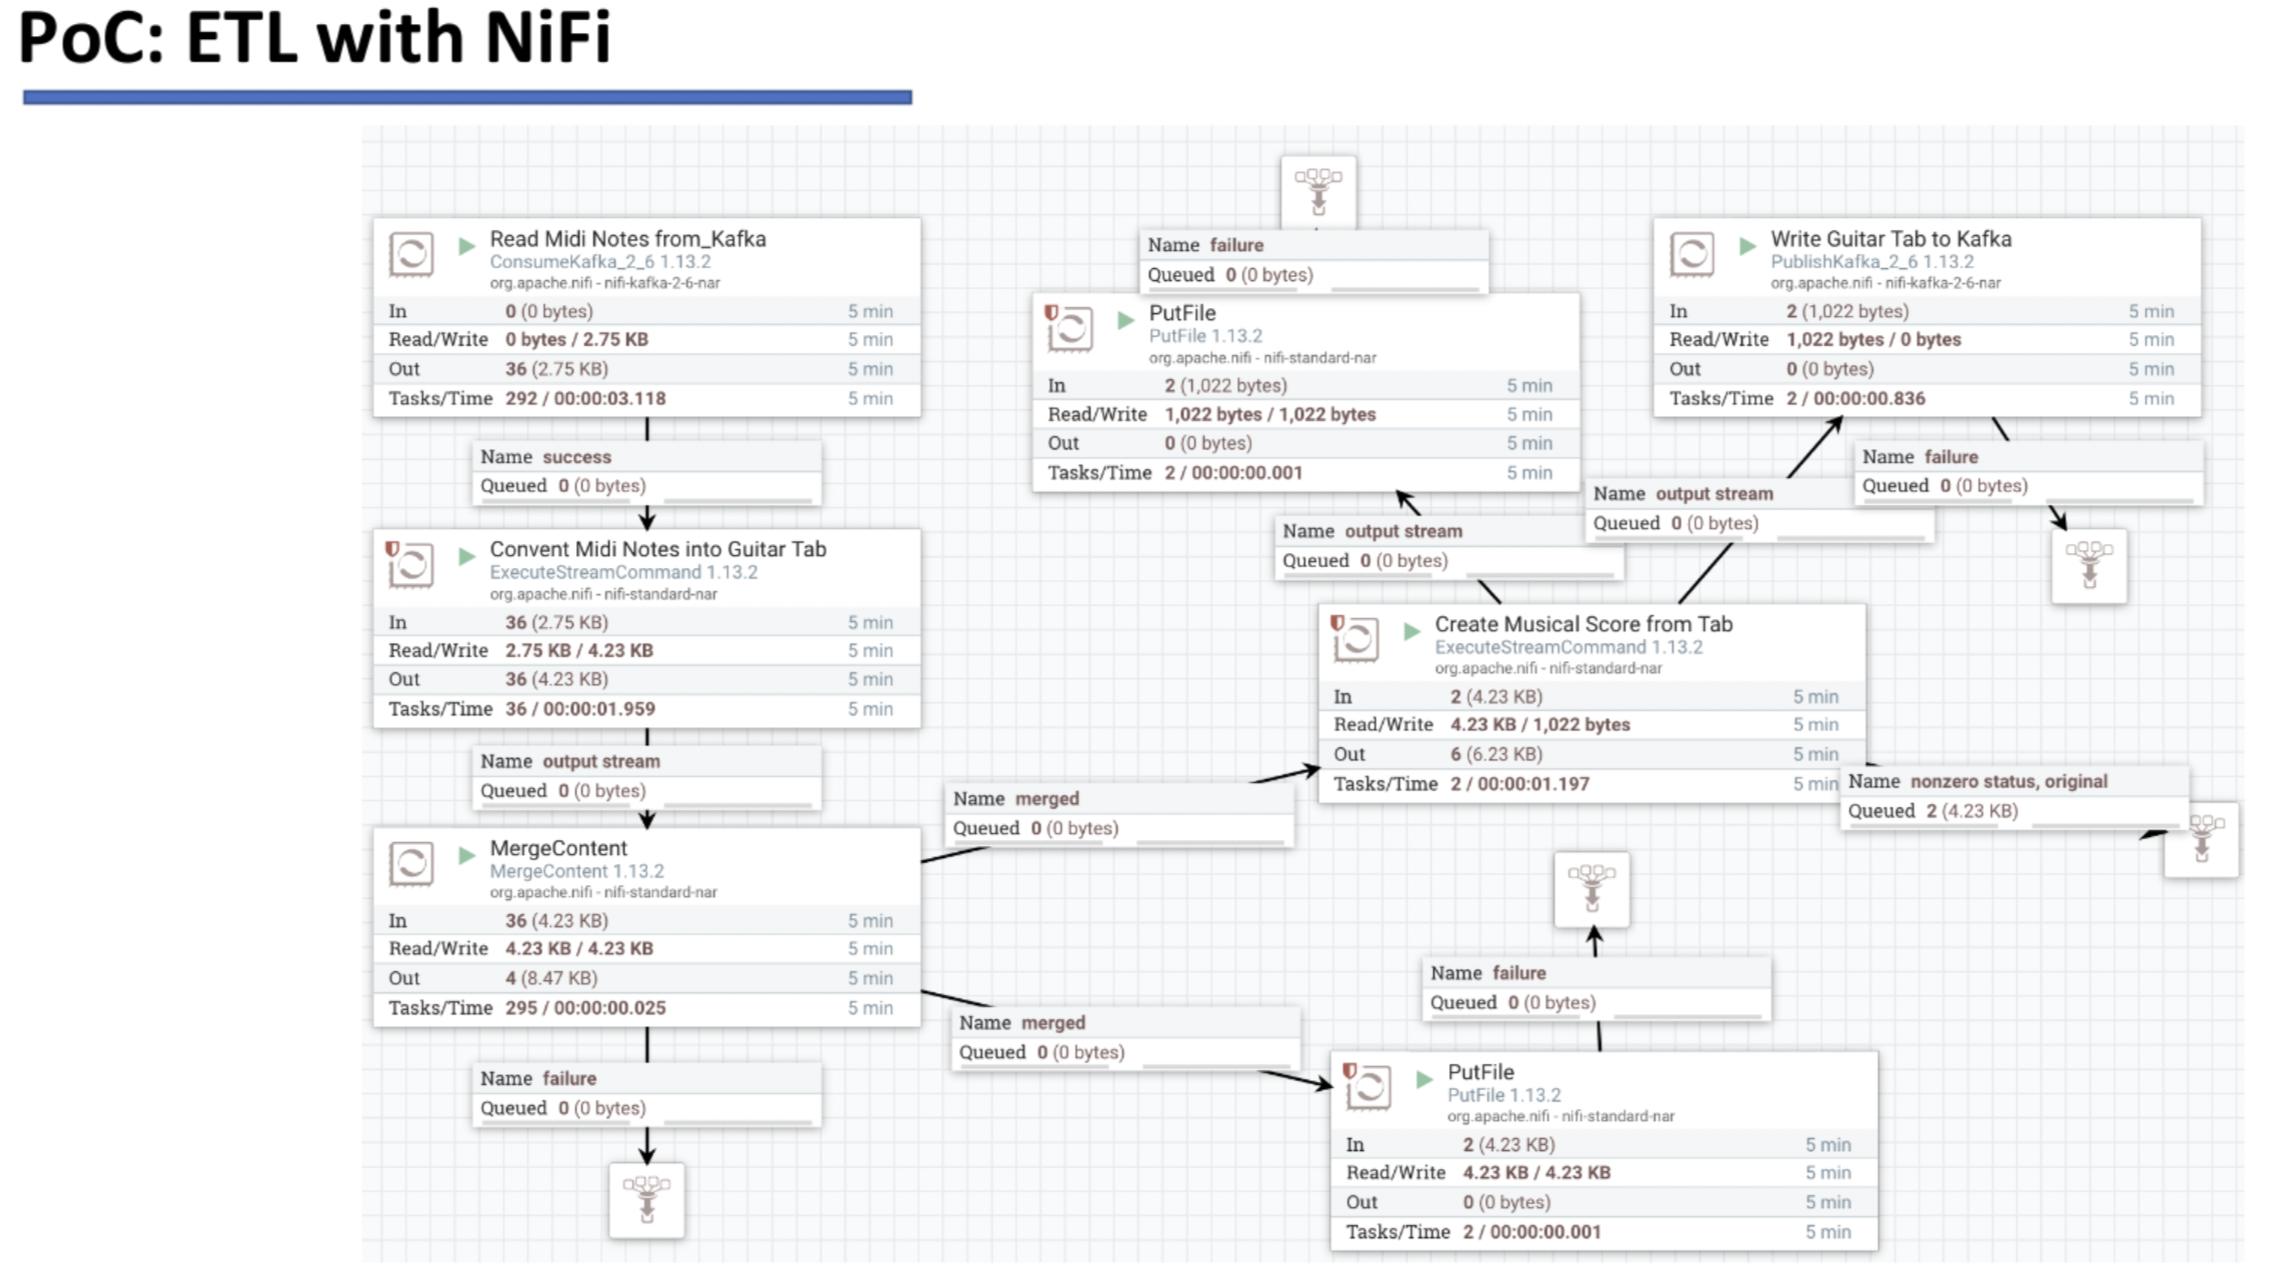 PoC: ETL with NiFi
Read Midi Notes from_Kafka
ConsumeKafka_2_6 1.13.2
org.apache.nifi - nifi-kafka-2-6-nar
In 0 (0 bytes) 5 min
Read/Write 0 bytes / 2.75 KB 5 min
Out 36 (2.75 KB) 5 min
Tasks/Time 292 / 00:00:03.118 5 min
Name success
Queued 0 (0 bytes)
Convent Midi Notes into Guitar Tab
ExecuteStreamCommand 1.13.2
org.apache.nifi - nifi-standard-nar
In 36 (2.75 KB) 5 min
Read/Write 2.75 KB / 4.23 KB 5 min
Out 36 (4.23 KB) 5 min
Tasks/Time 36 / 00:00:01.959 5 min
Name output stream
Queued 0 (0 bytes)
MergeContent
MergeContent 1.13.2
org.apache.nifi - nifi-standard-nar
In 36 (4.23 KB) 5 min
Read/Write 4.23 KB / 4.23 KB 5 min
Out 4 (8.47 KB) 5 min
Tasks/Time 295 / 00:00:00.025 5 min
Name failure
Queued 0 (0 bytes)
Name merged
Queued 0 (0 bytes)
Name merged
Queued 0 (0 bytes)
Name failure
Queued 0 (0 bytes)
PutFile
PutFile 1.13.2
org.apache.nifi - nifi-standard-nar
In 2 (1,022 bytes) 5 min
Read/Write 1,022 bytes / 1,022 bytes 5 min
Out 0 (0 bytes) 5 min
Tasks/Time 2 / 00:00:00.001 5 min
Name output stream
Queued 0 (0 bytes)
Write Guitar Tab to Kafka
PublishKafka_2_6 1.13.2
org.apache.nifi - nifi-kafka-2-6-nar
In 2 (1,022 bytes) 5 min
Read/Write 1,022 bytes / 0 bytes 5 min
Out 0 (0 bytes) 5 min
Tasks/Time 2 / 00:00:00.836 5 min
Name output stream
Queued 0 (0 bytes)
Name failure
Queued 0 (0 bytes)
Create Musical Score from Tab
ExecuteStreamCommand 1.13.2
org.apache.nifi - nifi-standard-nar
In 2 (4.23 KB) 5 min
Read/Write 4.23 KB / 1,022 bytes 5 min
Out 6 (6.23 KB) 5 min
Tasks/Time 2 / 00:00:01.197 5 min
Name nonzero status, original
Queued 2 (4.23 KB)
Name failure
Queued 0 (0 bytes)
PutFile
PutFile 1.13.2
org.apache.nifi - nifi-standard-nar
In 2 (4.23 KB) 5 min
Read/Write 4.23 KB / 4.23 KB 5 min
Out 0 (0 bytes) 5 min
Tasks/Time 2 / 00:00:00.001 5 min